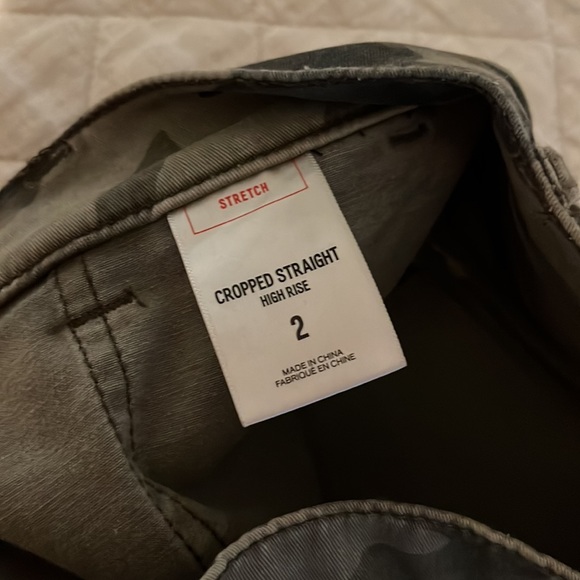 STRETCH
CROPPED STRAIGHT
HIGH RISE
2
MADE IN CHINA
FABRIQUÉ EN CHINE